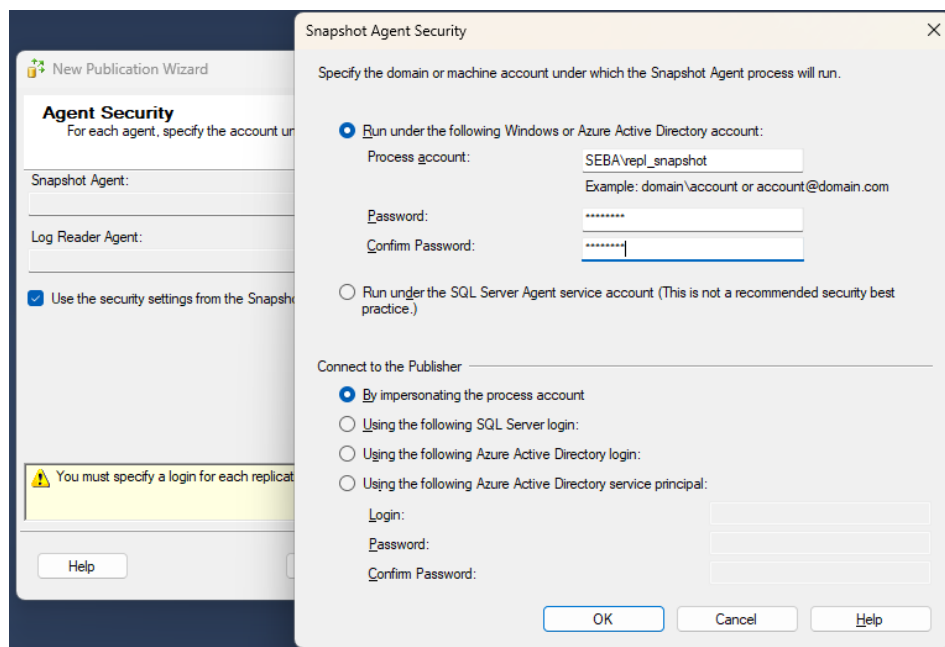 Snapshot Agent Security
New Publication Wizard
Specify the domain or machine account under which the Snapshot Agent process will run.
Agent Security
For each agent, specify the account un
Run under the following Windows or Azure Active Directory account:
Process account:
SEBA\repl_snapshot
Example: domain\account or account@domain.com
Snapshot Agent:
Password:
********
Log Reader Agent:
Confirm Password:
********
Use the security settings from the Snapsho
Run under the SQL Server Agent service account (This is not a recommended security best
practice.)
Connect to the Publisher
By impersonating the process account
Using the following SQL Server login:
Using the following Azure Active Directory login:
Using the following Azure Active Directory service principal:
You must specify a login for each replicat
Login:
Password:
Confirm Password:
Help
OK
Cancel
Help